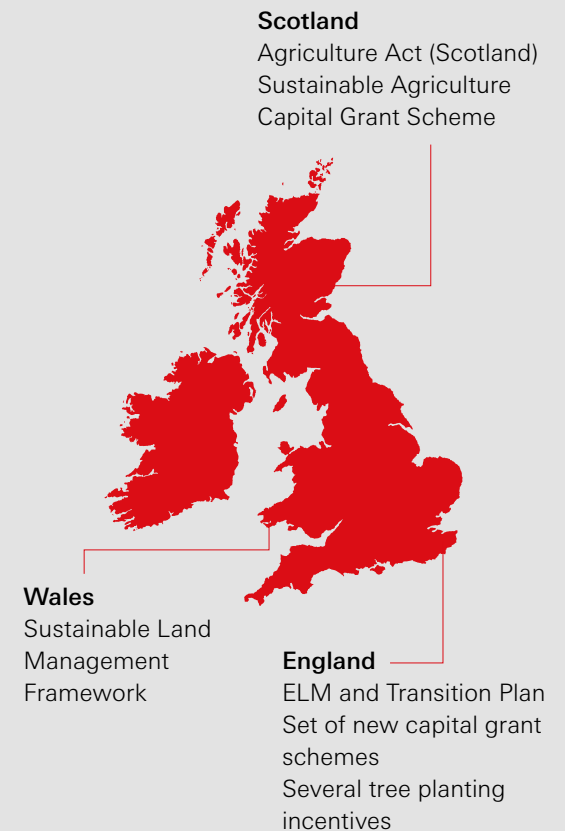 Scotland
Agriculture Act (Scotland)
Sustainable Agriculture
Capital Grant Scheme
Wales
Sustainable Land
Management
Framework
England
ELM and Transition Plan
Set of new capital grant
schemes
Several tree planting
incentives